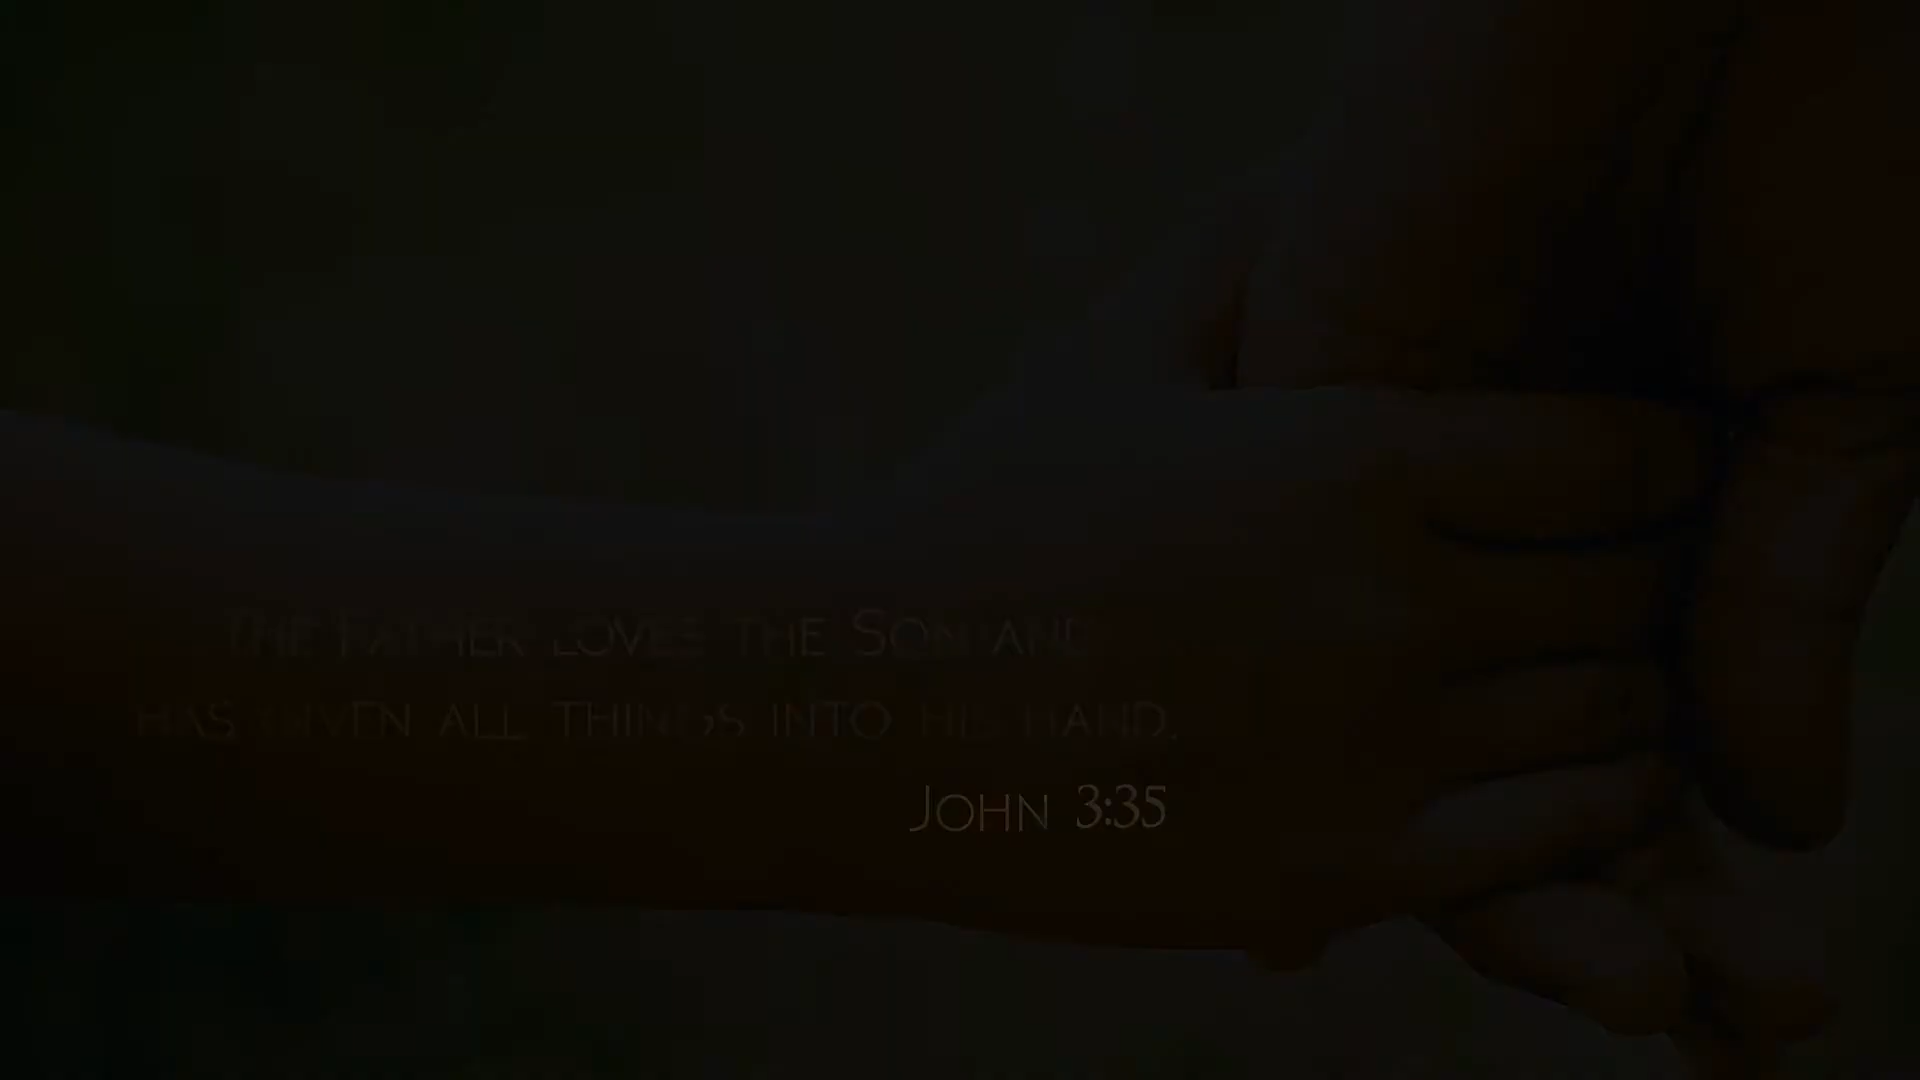 The Father loves the Son and
has given all things into His hand.
John 3:35